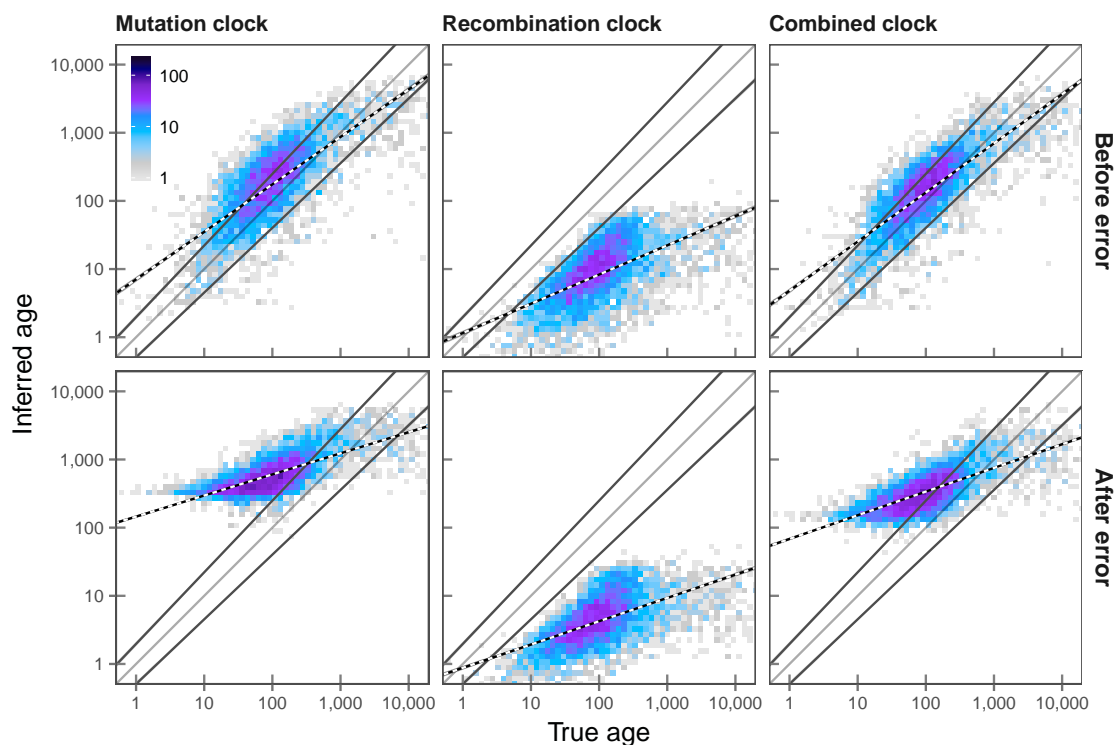 Mutation clock Recombination clock Combined clock
10,000
1,000
100
10
1
100
10
1
Before error
10,000
1,000
100
10
1
After error
Inferred age
1 10 100 1,000 10,000 1 10 100 1,000 10,000 1 10 100 1,000 10,000
True age